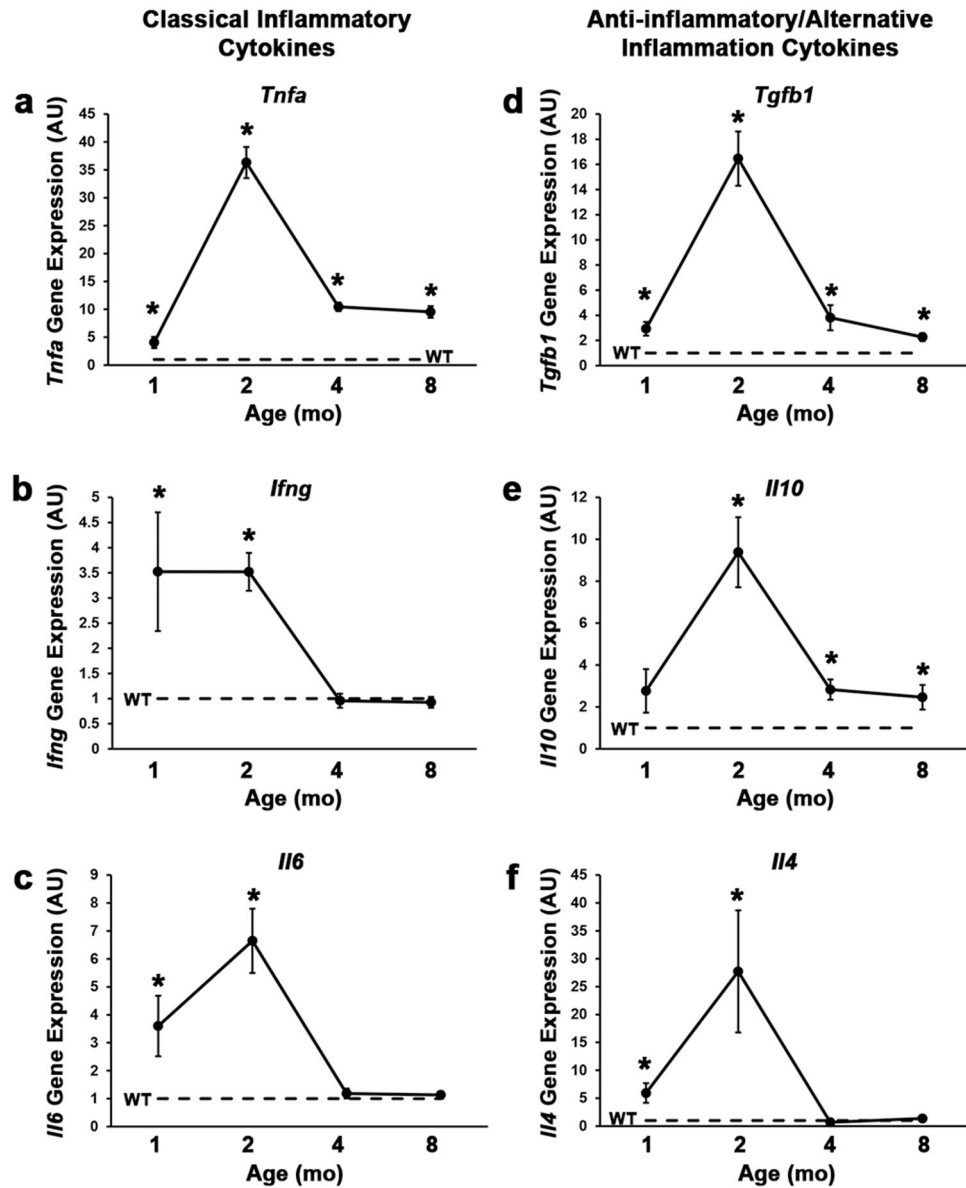 Classical Inflammatory
Cytokines
Anti-inflammatory/Alternative
Inflammation Cytokines
a
Tnfa
Tnfa Gene Expression (AU)
45
40
35
30
25
20
15
10
5
0
*
*
*
*
WT
1 2 4 8
Age (mo)
d
Tgfb1
Tgfb1 Gene Expression (AU)
20
18
16
14
12
10
8
6
4
2
0
*
*
*
*
WT
1 2 4 8
Age (mo)
b
Ifng
Ifng Gene Expression (AU)
5
4.5
4
3.5
3
2.5
2
1.5
1
0.5
0
*
*
WT
1 2 4 8
Age (mo)
e
Il10
Il10 Gene Expression (AU)
12
10
8
6
4
2
0
*
*
*
WT
1 2 4 8
Age (mo)
c
Il6
Il6 Gene Expression (AU)
9
8
7
6
5
4
3
2
1
0
*
*
WT
1 2 4 8
Age (mo)
f
Il4
Il4 Gene Expression (AU)
45
40
35
30
25
20
15
10
5
0
*
*
WT
1 2 4 8
Age (mo)